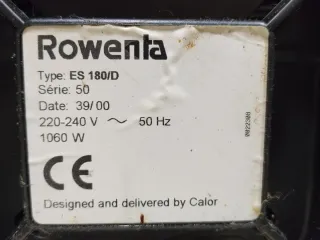 Rowenta
Type: ES 180/D
Série: 50
Date: 39/00
220-240 V ~ 50 Hz
1060 W
CE
Designed and delivered by Calor